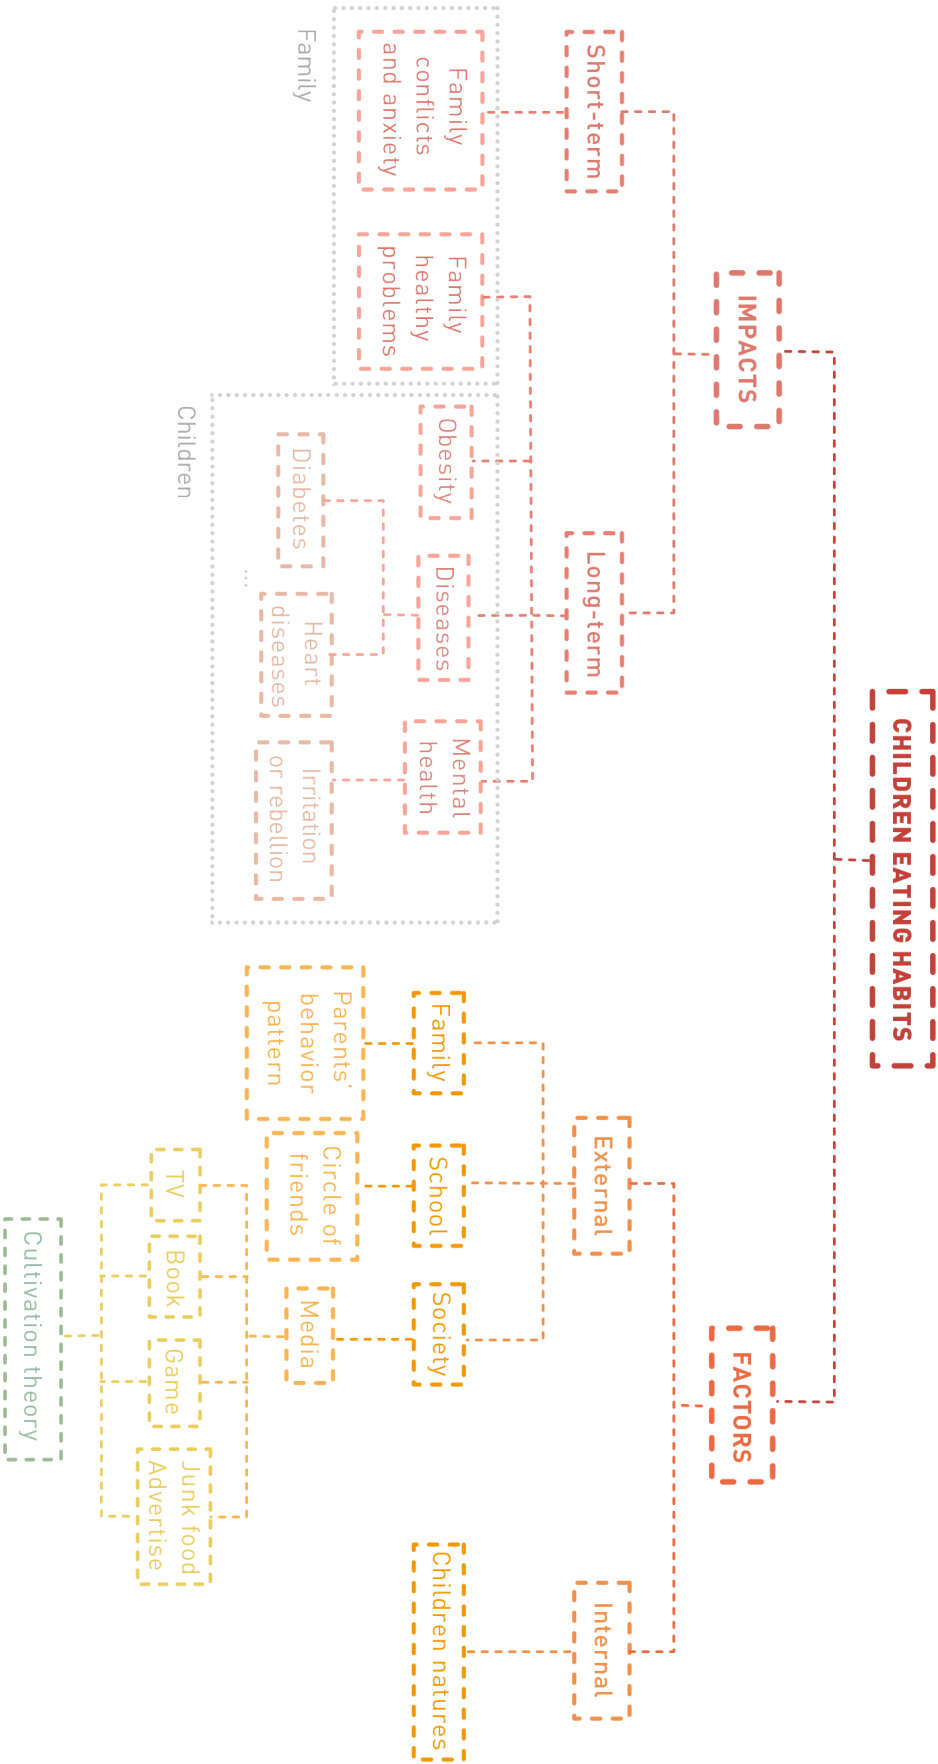 CHILDREN EATING HABITS
IMPACTS
FACTORS
Short-term
Long-term
External
Internal
Family
conflicts
and anxiety
Family
healthy
problems
Obesity
Diseases
Mental
health
Family
School
Society
Children natures
Family
Diabetes
Heart
diseases
Irritation
or rebellion
...
Children
Parents'
behavior
pattern
Circle of
friends
Media
TV
Book
Game
Junk food
Advertise
Cultivation theory